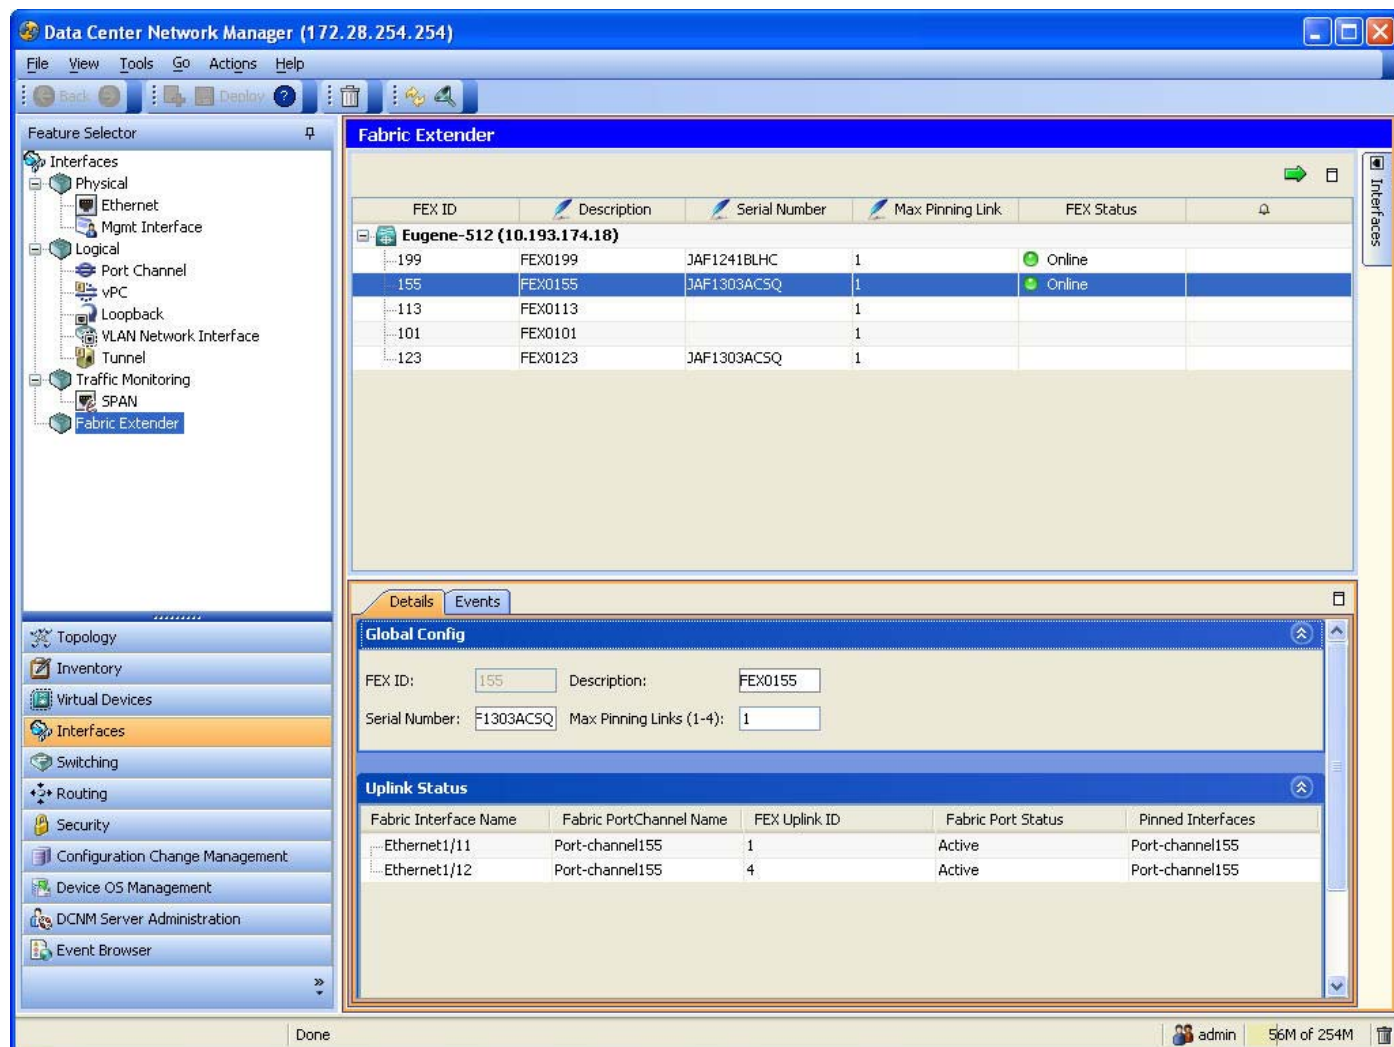 Data Center Network Manager (172.28.254.254)
File View Tools Go Actions Help
Back Deploy
Feature Selector
Interfaces
Physical
Ethernet
Mgmt Interface
Logical
Port Channel
vPC
Loopback
VLAN Network Interface
Tunnel
Traffic Monitoring
SPAN
Fabric Extender
Topology
Inventory
Virtual Devices
Interfaces
Switching
Routing
Security
Configuration Change Management
Device OS Management
DCNM Server Administration
Event Browser
Fabric Extender
FEX ID Description Serial Number Max Pinning Link FEX Status
Eugene-512 (10.193.174.18)
199 FEX0199 JAF1241BLHC 1 Online
155 FEX0155 JAF1303ACSQ 1 Online
113 FEX0113 1
101 FEX0101 1
123 FEX0123 JAF1303ACSQ 1
Interfaces
Details Events
Global Config
FEX ID: 155 Description: FEX0155
Serial Number: F1303ACSQ Max Pinning Links (1-4): 1
Uplink Status
Fabric Interface Name Fabric PortChannel Name FEX Uplink ID Fabric Port Status Pinned Interfaces
Ethernet1/11 Port-channel155 1 Active Port-channel155
Ethernet1/12 Port-channel155 4 Active Port-channel155
Done admin 56M of 254M